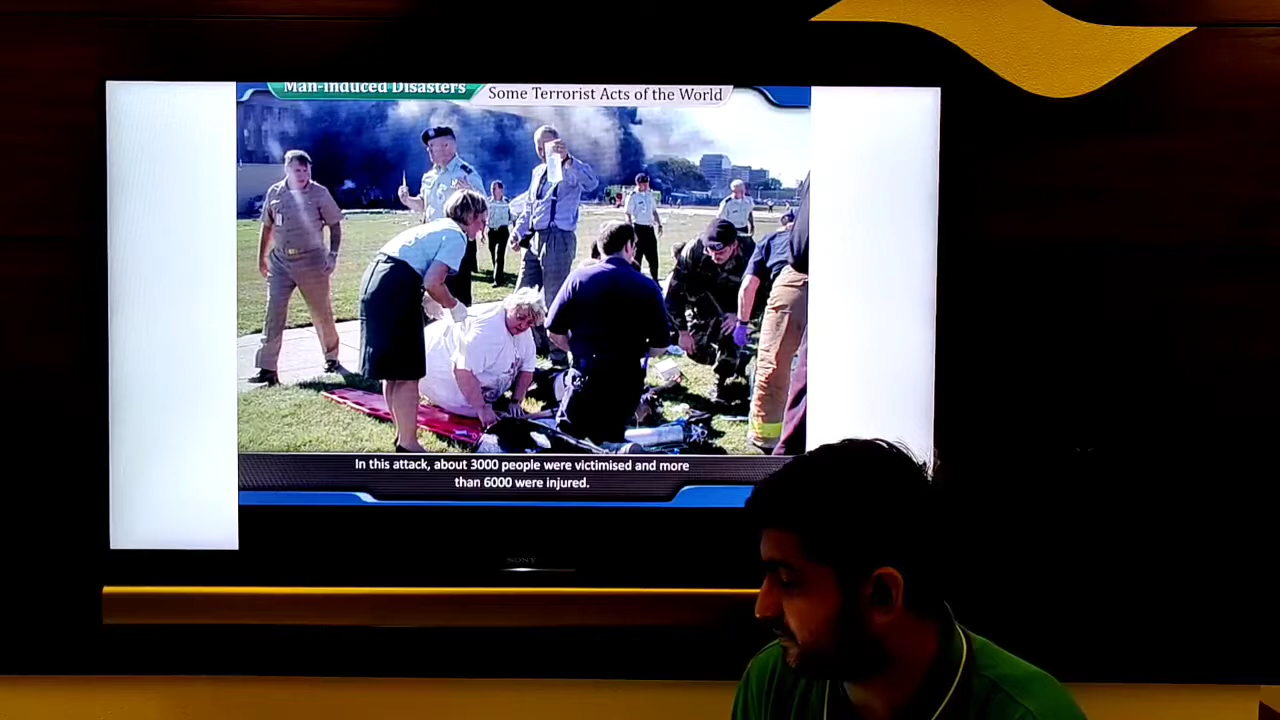 Man-induced Disasters
Some Terrorist Acts of the World
In this attack, about 3000 people were victimised and more
than 6000 were injured.
SONY